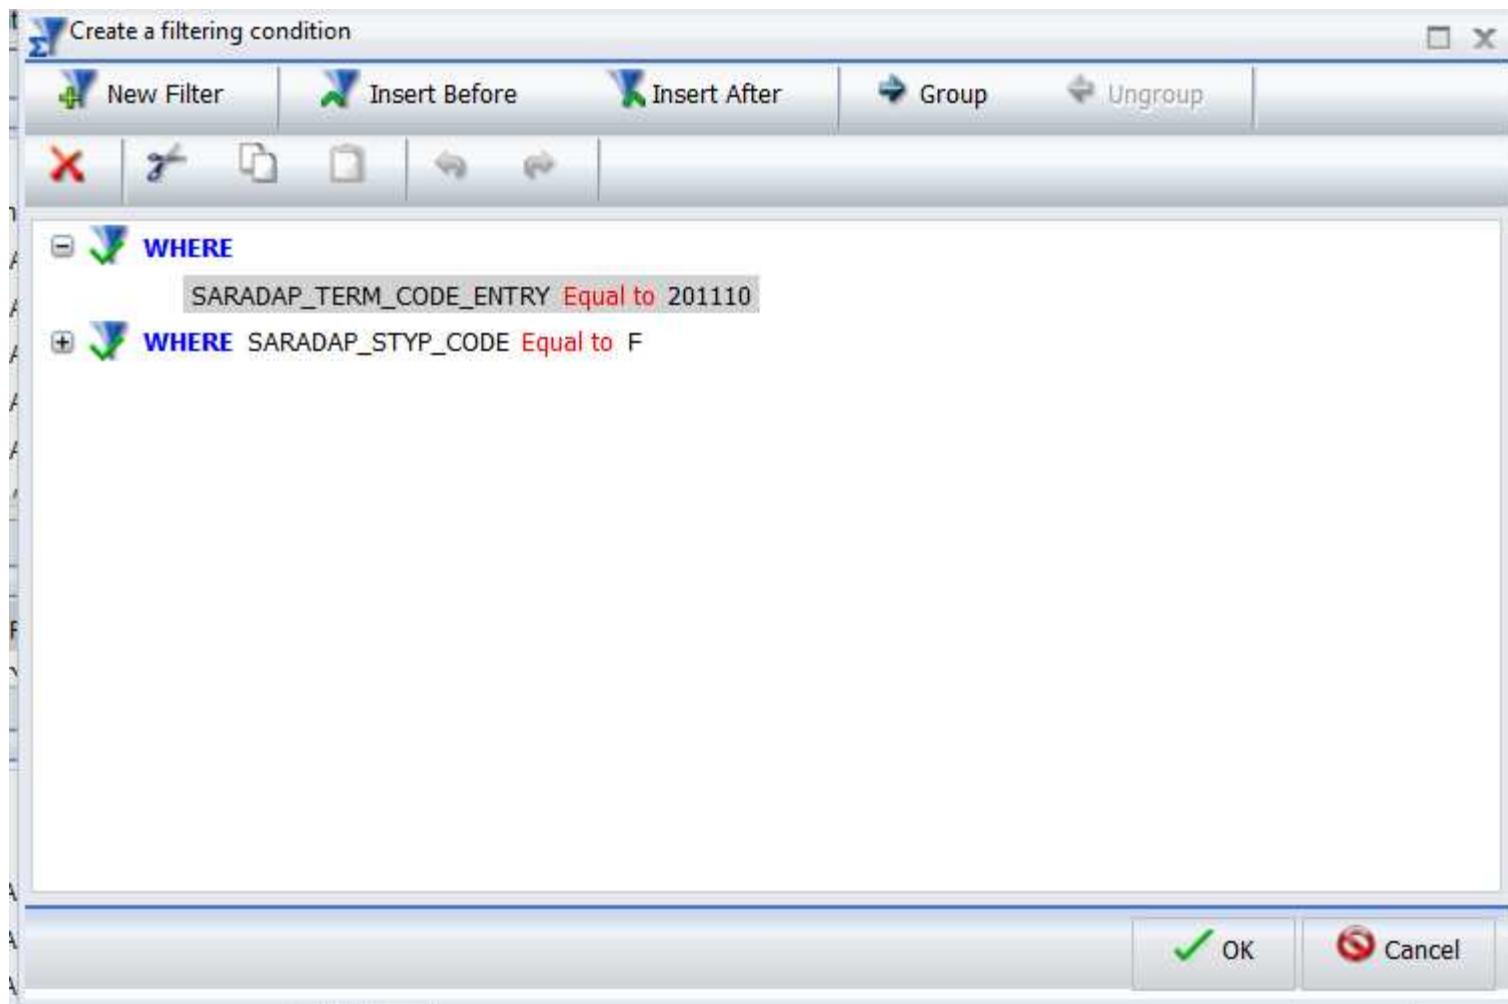 Create a filtering condition
New Filter Insert Before Insert After Group Ungroup
WHERE
SARADAP_TERM_CODE_ENTRY Equal to 201110
WHERE SARADAP_STYP_CODE Equal to F
OK Cancel